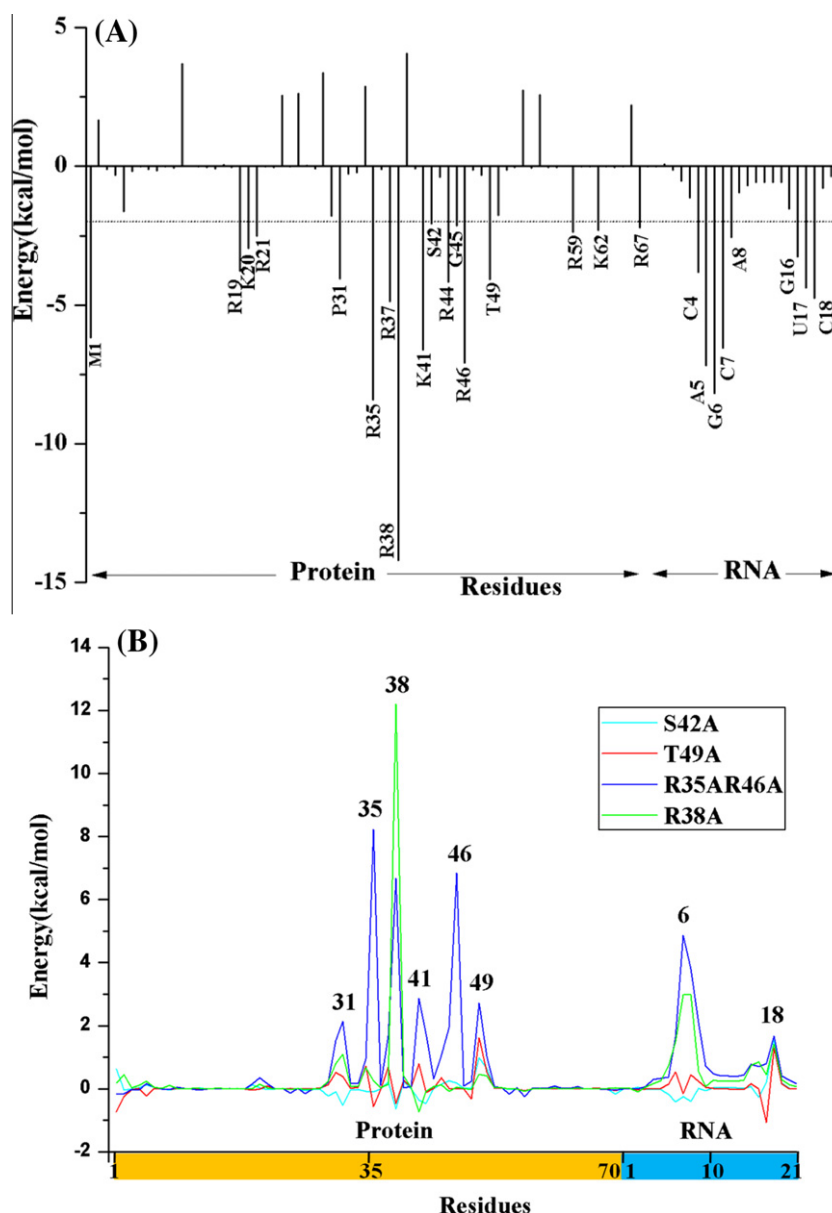 (A)
5
0
-5
-10
-15
Energy(kcal/mol)
M1
R19
K20
R21
P31
R35
R37
R38
K41
S42
R44
G45
R46
T49
R59
K62
R67
C4
A5
G6
C7
A8
G16
U17
C18
Protein
RNA
Residues
(B)
14
12
10
8
6
4
2
0
-2
Energy(kcal/mol)
38
35
31
41
46
49
6
18
S42A
T49A
R35AR46A
R38A
Protein
RNA
1
35
70
1
10
21
Residues